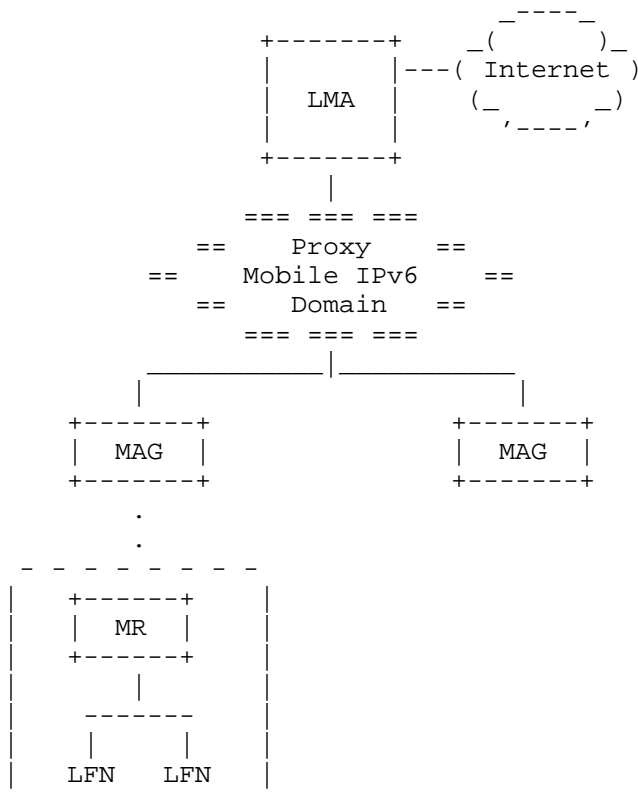 Internet
LMA
Proxy
Mobile IPv6
Domain
MAG MAG
MR
LFN LFN